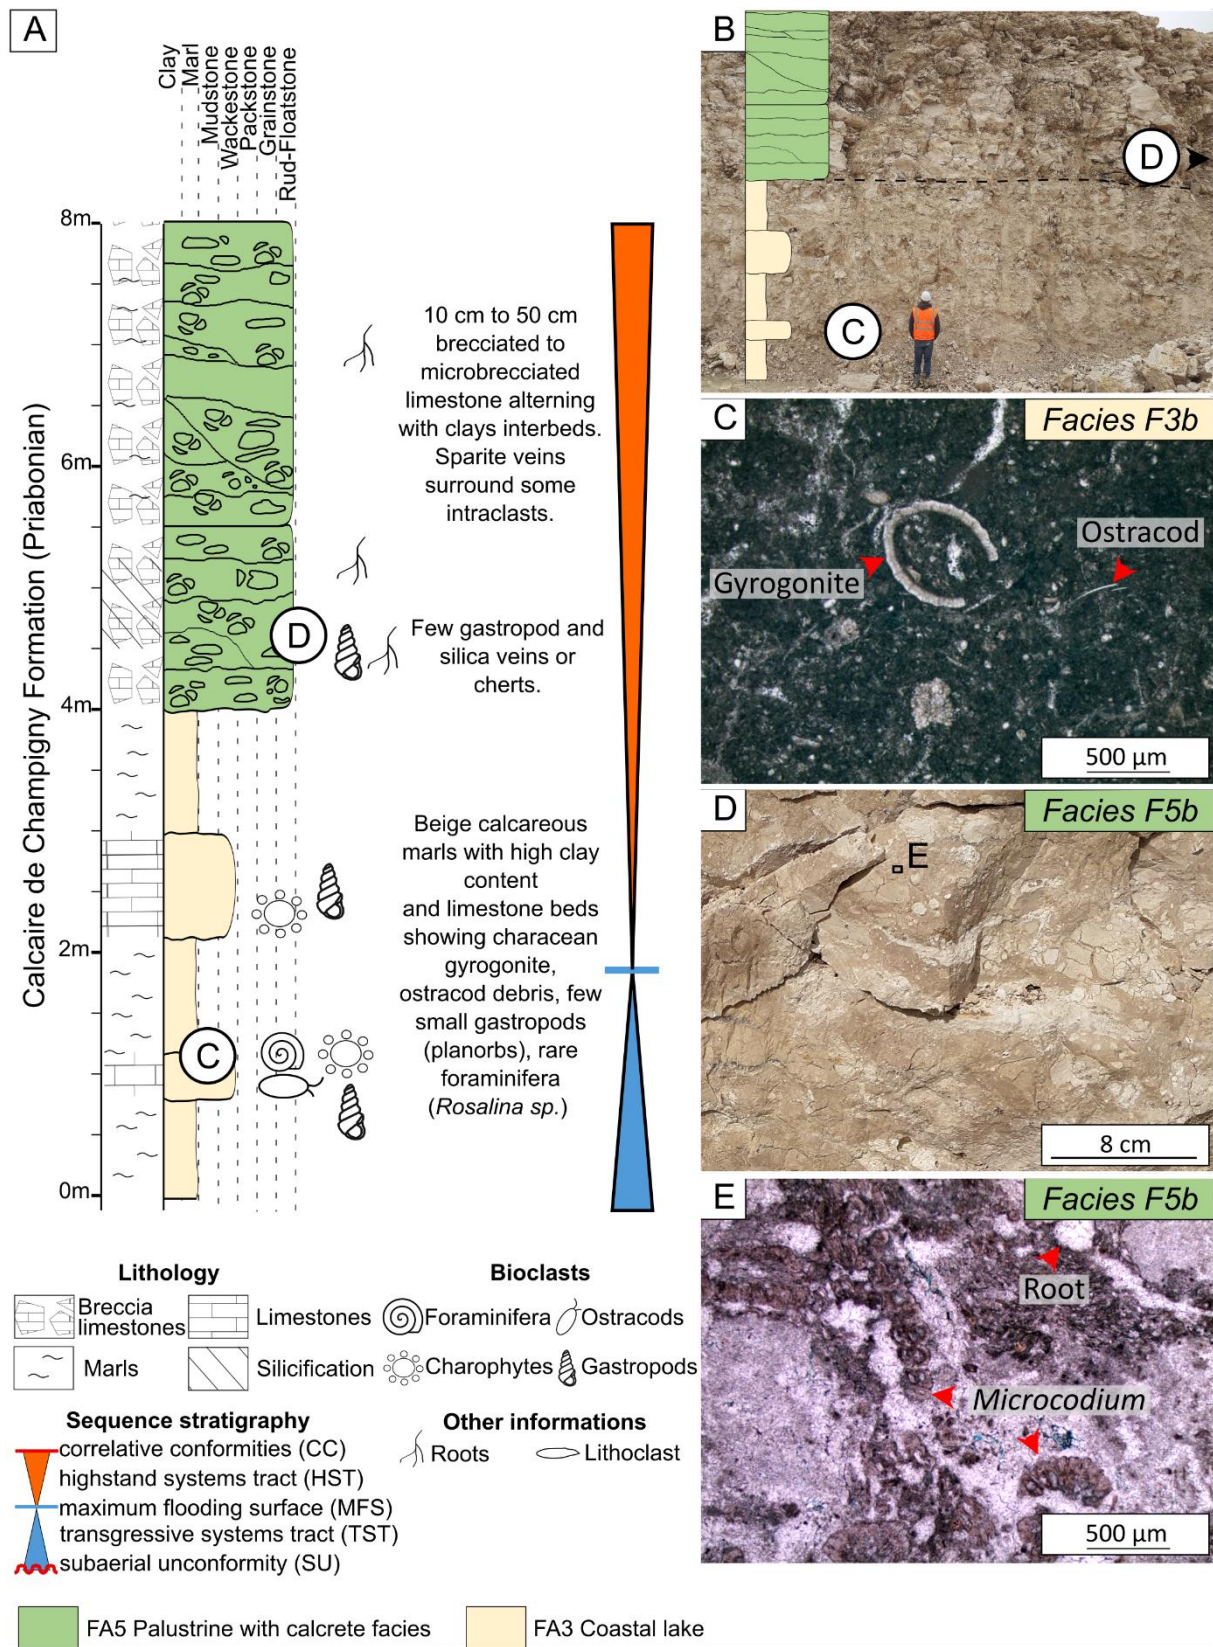 A
Clay
Marl
Mudstone
Wackestone
Packstone
Grainstone
Rud-Floatstone
8m
6m
4m
2m
0m
Calcaire de Champigny Formation (Priabonian)
10 cm to 50 cm
brecciated to
microbrecciated
limestone alterning
with clays interbeds.
Sparite veins
surround some
intraclasts.
D
Few gastropod and
silica veins or
cherts.
Beige calcareous
marls with high clay
content
and limestone beds
showing characean
gyrogonite,
ostracod debris, few
small gastropods
(planorbs), rare
foraminifera
(Rosalina sp.)
C
B
D
C
C
Facies F3b
Gyrogonite
Ostracod
500 µm
D
Facies F5b
E
8 cm
E
Facies F5b
Root
Microcodium
500 µm
Lithology
Breccia
limestones
Limestones
Marls
Silicification
Bioclasts
Foraminifera
Ostracods
Charophytes
Gastropods
Sequence stratigraphy
correlative conformities (CC)
highstand systems tract (HST)
maximum flooding surface (MFS)
transgressive systems tract (TST)
subaerial unconformity (SU)
Other informations
Roots
Lithoclast
FA5 Palustrine with calcrete facies
FA3 Coastal lake